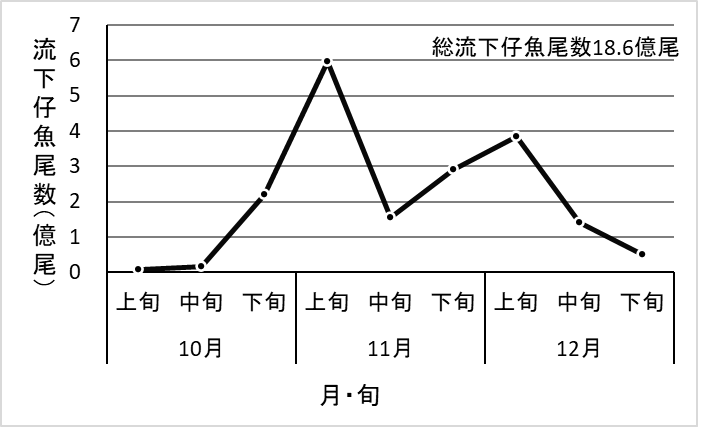 総流下仔魚尾数18.6億尾
流下仔魚尾数(億尾)
7
6
5
4
3
2
1
0
上旬 中旬 下旬 上旬 中旬 下旬 上旬 中旬 下旬
10月 11月 12月
月・旬